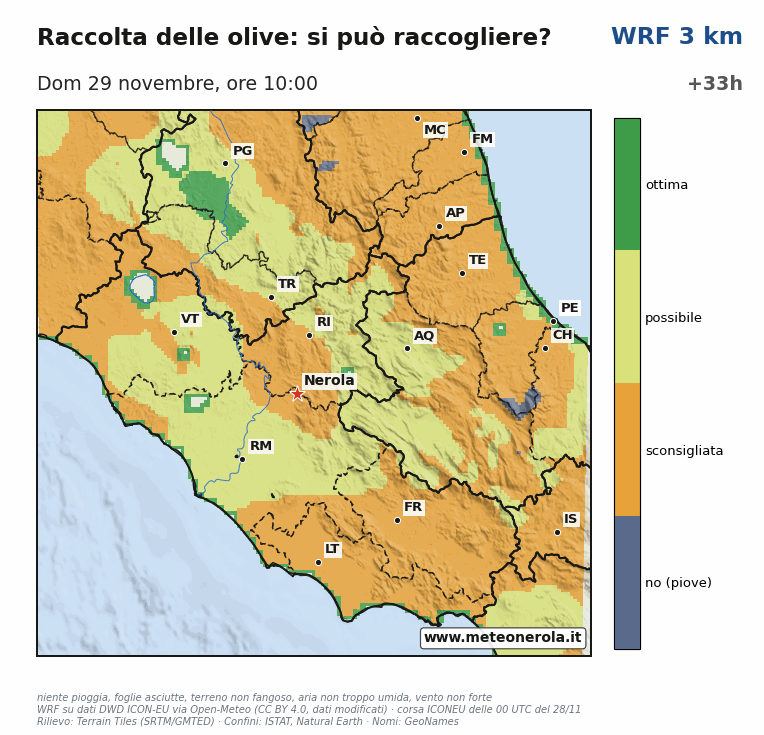 Raccolta delle olive: si può raccogliere?
WRF 3 km
Dom 29 novembre, ore 10:00
+33h
MC
FM
PG
AP
TE
TR
PE
VT
RI
AQ
CH
Nerola
RM
FR
IS
LT
www.meteonerola.it
ottima
possibile
sconsigliata
no (piove)
niente pioggia, foglie asciutte, terreno non fangoso, aria non troppo umida, vento non forte
WRF su dati DWD ICON-EU via Open-Meteo (CC BY 4.0, dati modificati) · corsa ICONEU delle 00 UTC del 28/11
Rilievo: Terrain Tiles (SRTM/GMTED) · Confini: ISTAT, Natural Earth · Nomi: GeoNames